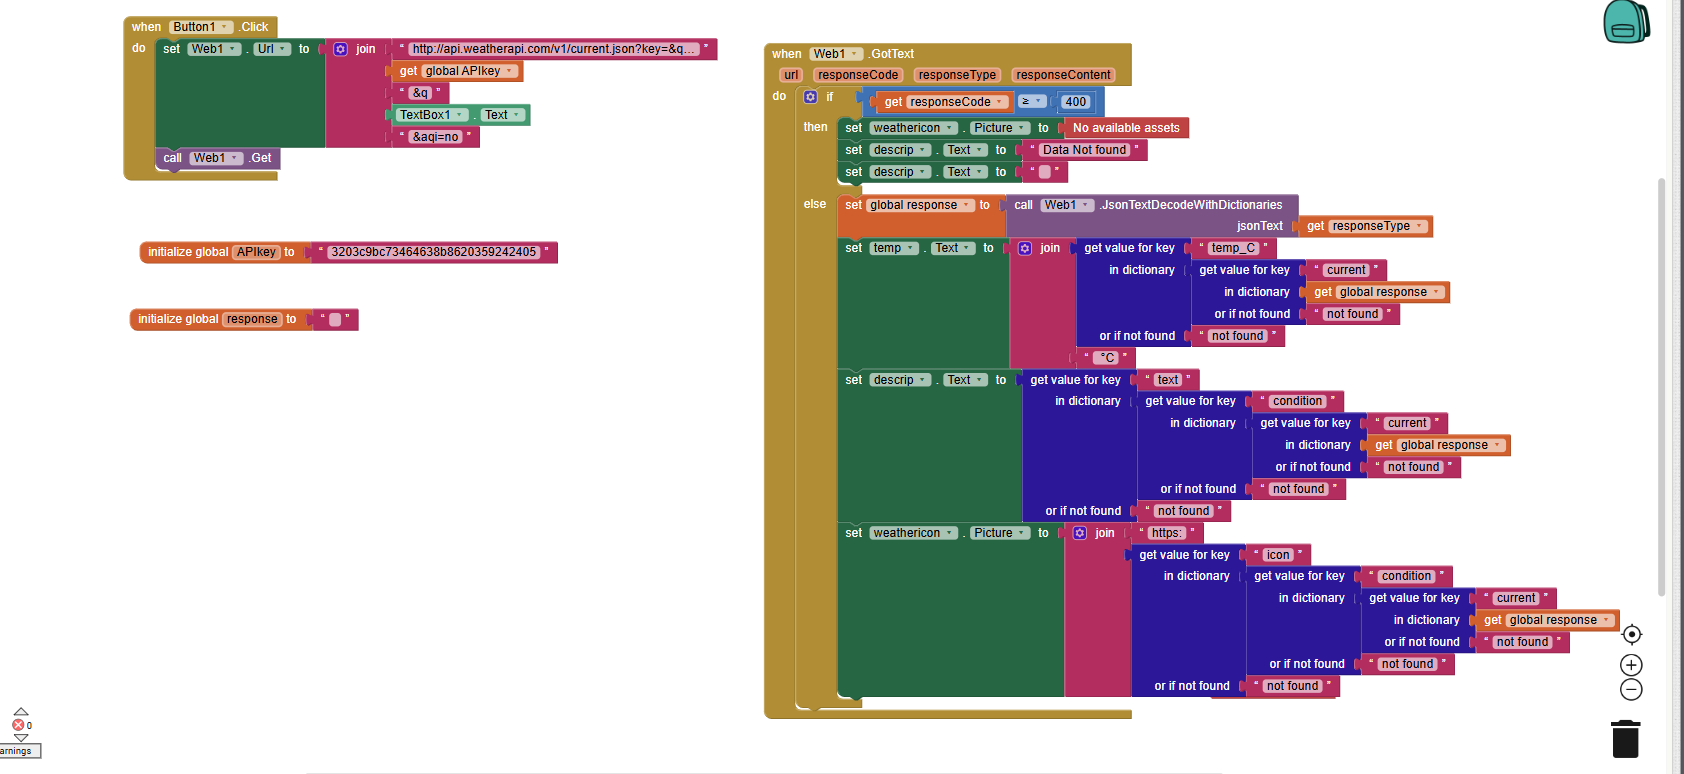 when Button1 .Click
do set Web1 . Url to join " http://api.weatherapi.com/v1/current.json?key=&q... "
get global APIkey
" &q "
TextBox1 . Text
" &aqi=no "
call Web1 .Get
initialize global APIkey to " 3203c9bc73464638b8620359242405 "
initialize global response to " "
when Web1 .GotText
url responseCode responseType responseContent
do if get responseCode ≥ 400
then set weathericon . Picture to No available assets
set descrip . Text to " Data Not found "
set descrip . Text to " "
else set global response to call Web1 .JsonTextDecodeWithDictionaries
jsonText get responseType
set temp . Text to join get value for key " temp_C "
in dictionary get value for key " current "
in dictionary get global response
or if not found " not found "
or if not found " not found "
" °C "
set descrip . Text to get value for key " text "
in dictionary get value for key " condition "
in dictionary get value for key " current "
in dictionary get global response
or if not found " not found "
or if not found " not found "
or if not found " not found "
set weathericon . Picture to join " https: "
get value for key " icon "
in dictionary get value for key " condition "
in dictionary get value for key " current "
in dictionary get global response
or if not found " not found "
or if not found " not found "
or if not found " not found "
0
arnings